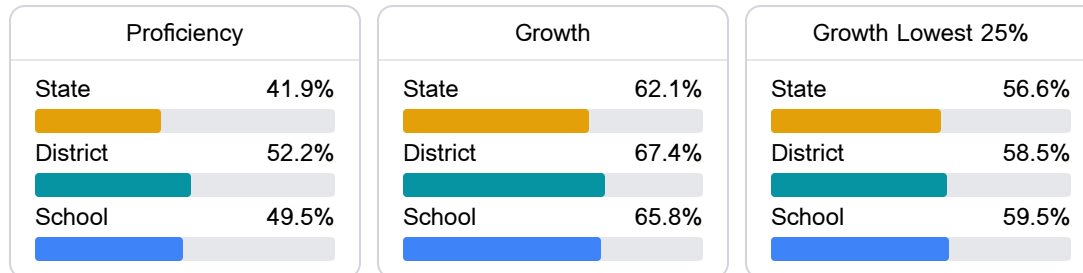 Proficiency
State 41.9%
District 52.2%
School 49.5%
Growth
State 62.1%
District 67.4%
School 65.8%
Growth Lowest 25%
State 56.6%
District 58.5%
School 59.5%